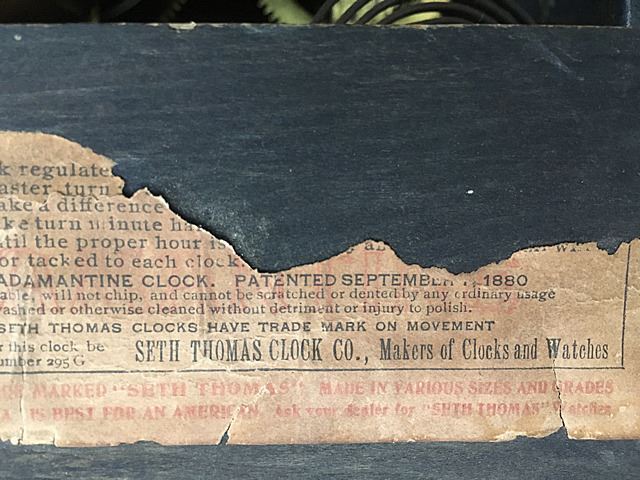 k regulate
aster turn
ake a difference
ke turn minute ha
ntil the proper hour is
or tacked to each clock.
ADAMANTINE CLOCK. PATENTED SEPTEMBER 1880
able, will not chip, and cannot be scratched or dented by any ordinary usage
washed or otherwise cleaned without detriment or injury to polish.
SETH THOMAS CLOCKS HAVE TRADE MARK ON MOVEMENT
r this clock be
umber 295 G.
SETH THOMAS CLOCK CO., Makers of Clocks and Watches
MARKED "SETH THOMAS" MADE IN VARIOUS SIZES AND GRADES
A IS BEST FOR AN AMERICAN. Ask your dealer for "SETH THOMAS" Watches.